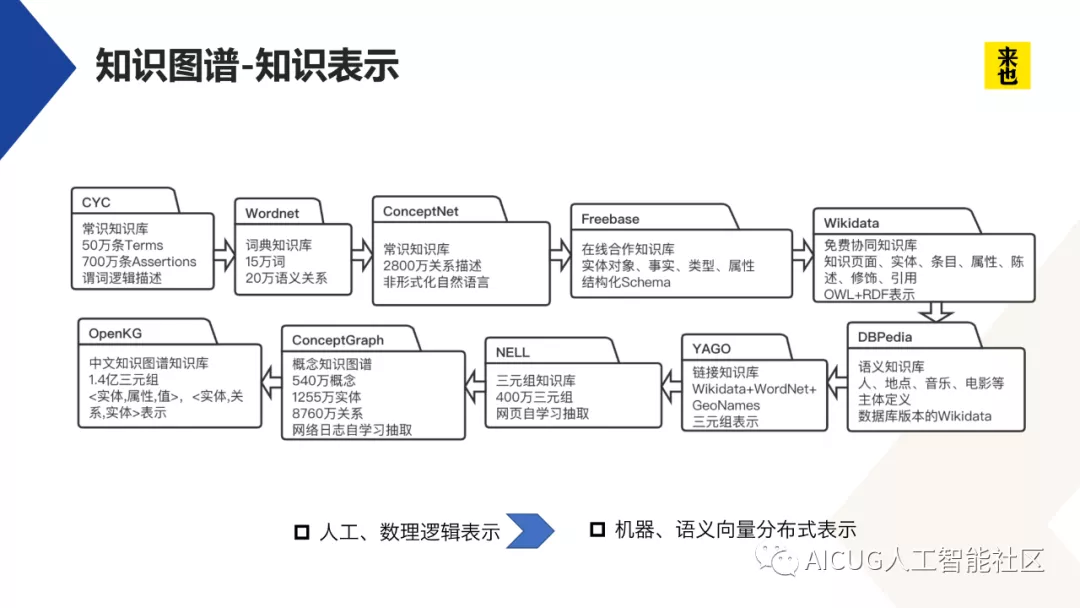 知识图谱-知识表示
来也
CYC
常识知识库
50万条Terms
700万条Assertions
谓词逻辑描述
Wordnet
词典知识库
15万词
20万语义关系
ConceptNet
常识知识库
2800万关系描述
非形式化自然语言
Freebase
在线合作知识库
实体对象、事实、类型、属性
结构化Schema
Wikidata
免费协同知识库
知识页面、实体、条目、属性、陈
述、修饰、引用
OWL+RDF表示
DBPedia
语义知识库
人、地点、音乐、电影等
主体定义
数据库版本的Wikidata
YAGO
链接知识库
Wikidata+WordNet+
GeoNames
三元组表示
NELL
三元组知识库
400万三元组
网页自学习抽取
ConceptGraph
概念知识图谱
540万概念
1255万实体
8760万关系
网络日志自学习抽取
OpenKG
中文知识图谱知识库
1.4亿三元组
<实体,属性,值>，<实体,关
系,实体>表示
人工、数理逻辑表示
机器、语义向量分布式表示
AICUG人工智能社区